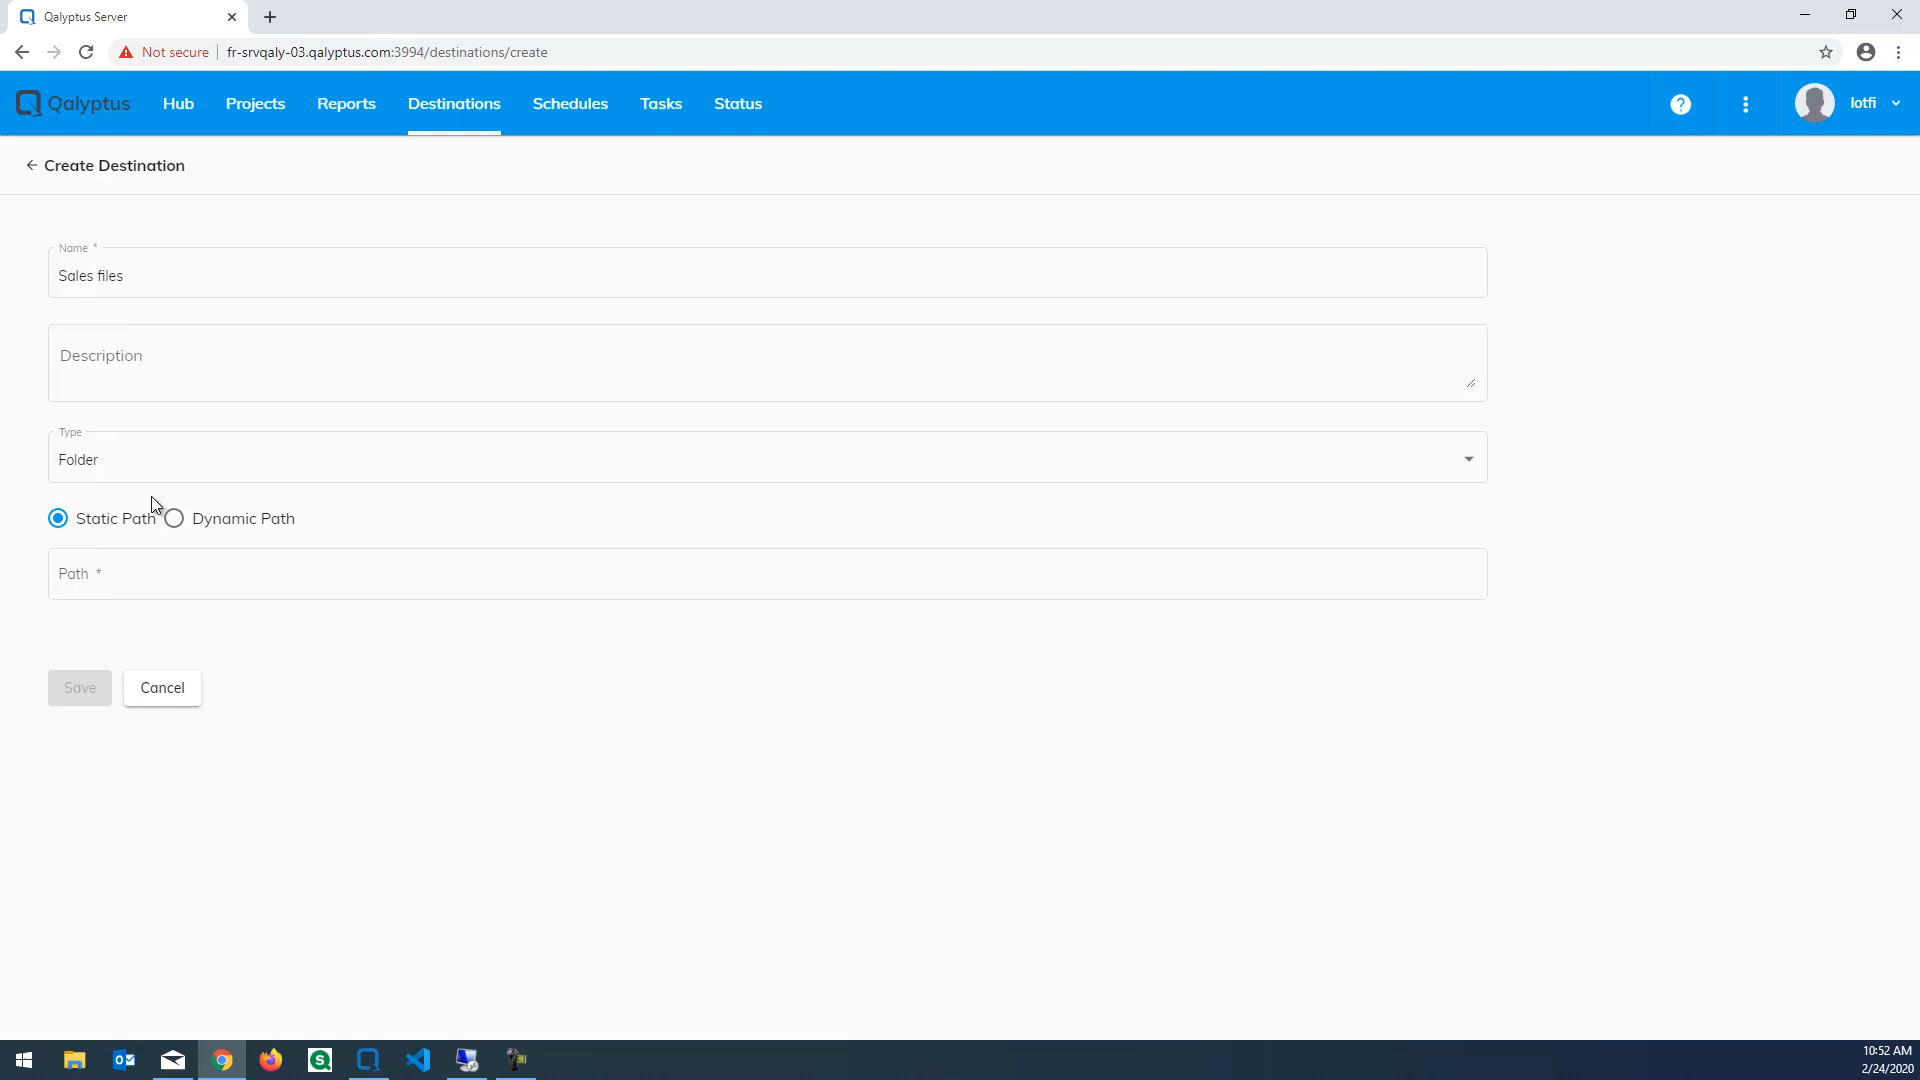 Qalyptus Server
Not secure fr-srvqaly-03.qalyptus.com:3994/destinations/create
Qalyptus Hub Projects Reports Destinations Schedules Tasks Status ? lotfi
Create Destination
Name *
Sales files
Description
Type
Folder
Static Path Dynamic Path
Path *
Save Cancel
10:52 AM
2/24/2020